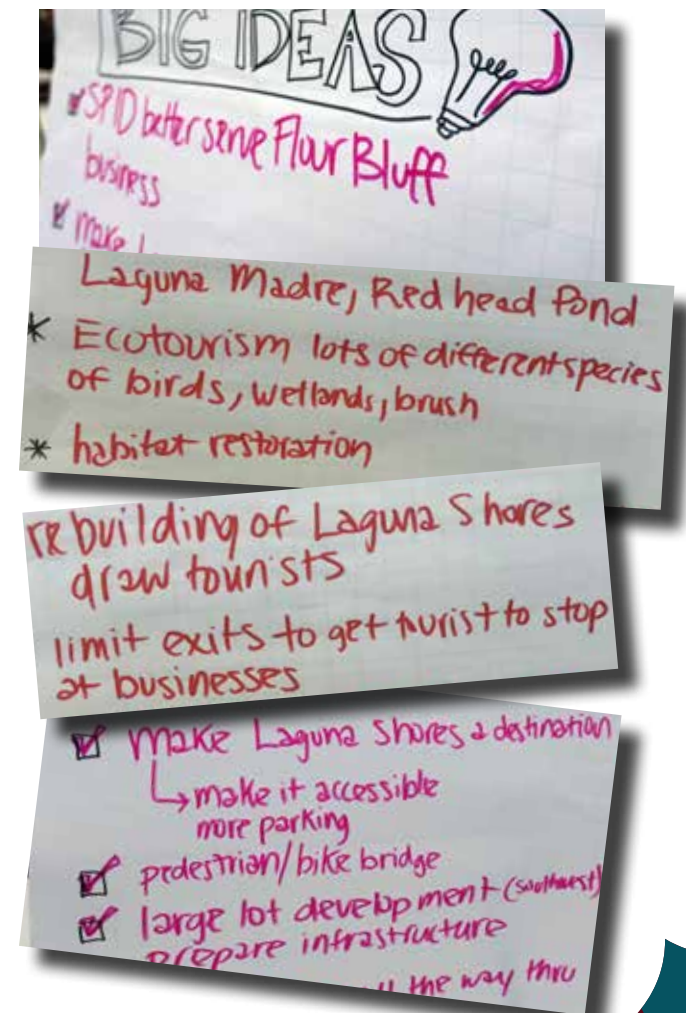 BIG IDEAS
SPID better serve Flour Bluff
business
make
Laguna Madre, Red head Pond
Ecotourism lots of different species
of birds, wetlands, brush
* habitat restoration
rebuilding of Laguna Shores
draw tourists
limit exits to get turist to stop
at businesses
make Laguna Shores a destination
make it accessible
more parking
pedestrian/bike bridge
large lot development (southwest)
prepare infrastructure
the way thru